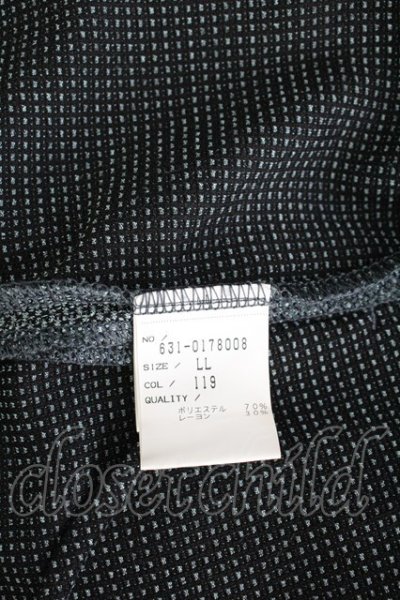 NO / 631-0178008
SIZE / LL
COL / 119
QUALITY /
ポリエステル 70%
レーヨン 30%
closet child